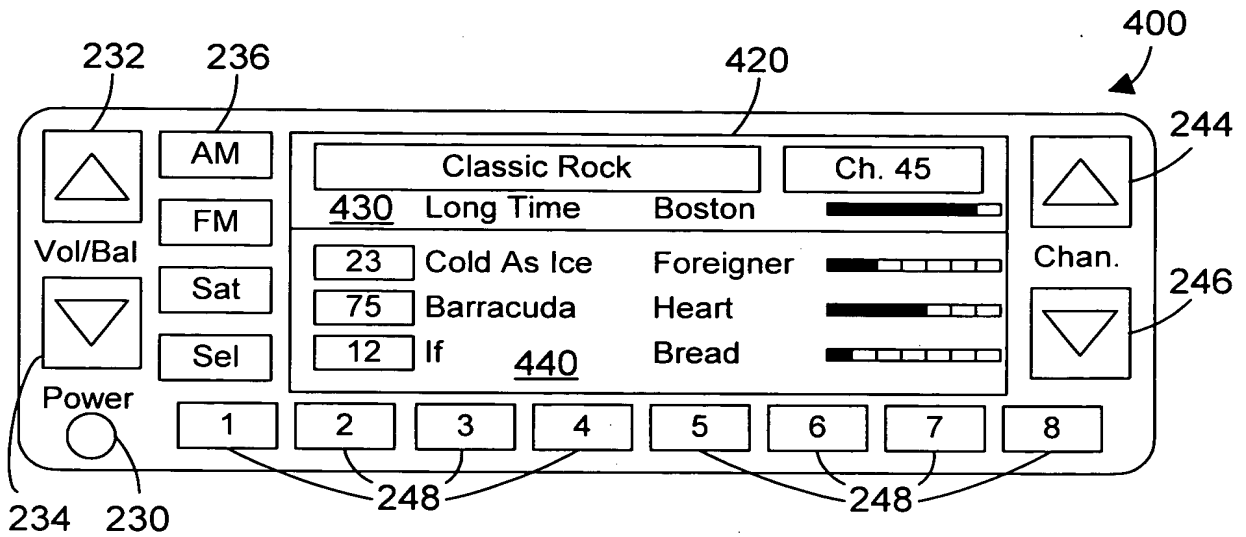 400
232 236 420
244
AM Classic Rock Ch. 45
430 Long Time Boston
FM
Vol/Bal 23 Cold As Ice Foreigner Chan.
246
Sat 75 Barracuda Heart
Sel 12 If 440 Bread
Power
1 2 3 4 5 6 7 8
248 248
234 230